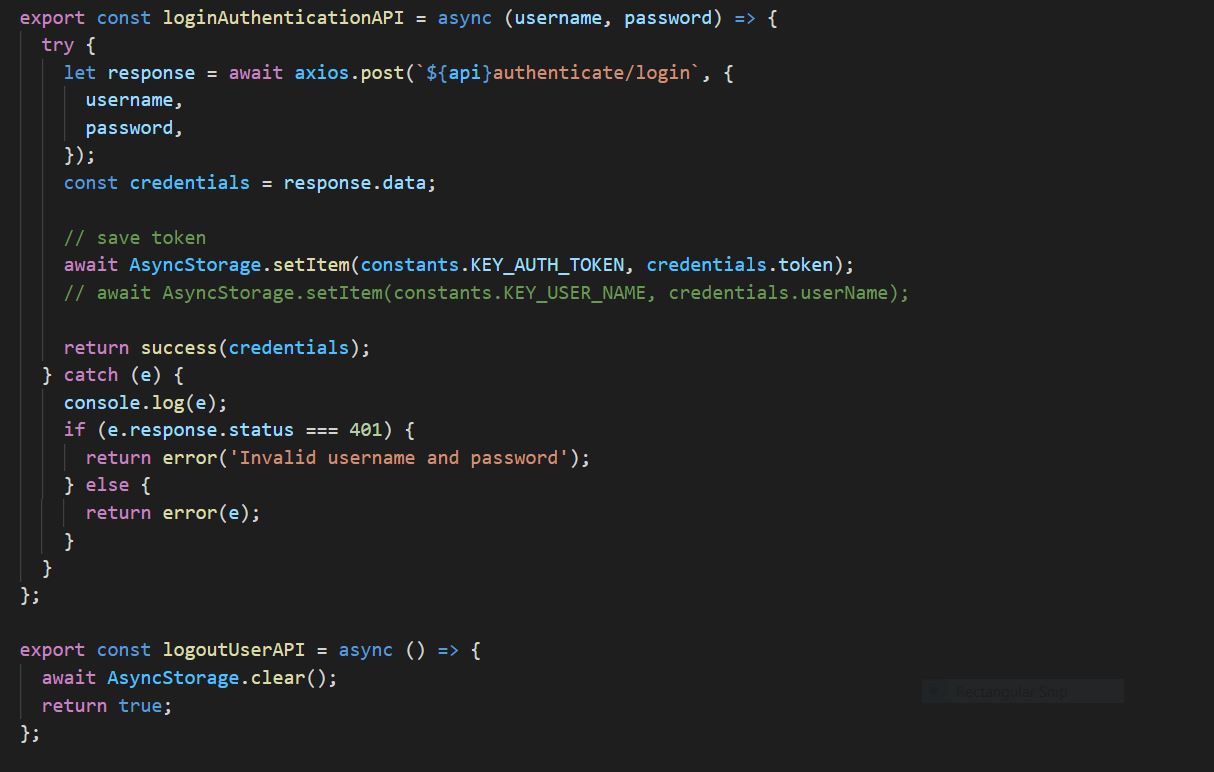 export const loginAuthenticationAPI = async (username, password) => {
  try {
    let response = await axios.post(`${api}authenticate/login`, {
      username,
      password,
    });
    const credentials = response.data;

    // save token
    await AsyncStorage.setItem(constants.KEY_AUTH_TOKEN, credentials.token);
    // await AsyncStorage.setItem(constants.KEY_USER_NAME, credentials.userName);

    return success(credentials);
  } catch (e) {
    console.log(e);
    if (e.response.status === 401) {
      return error('Invalid username and password');
    } else {
      return error(e);
    }
  }
};

export const logoutUserAPI = async () => {
  await AsyncStorage.clear();
Rectangular Snip
  return true;
};